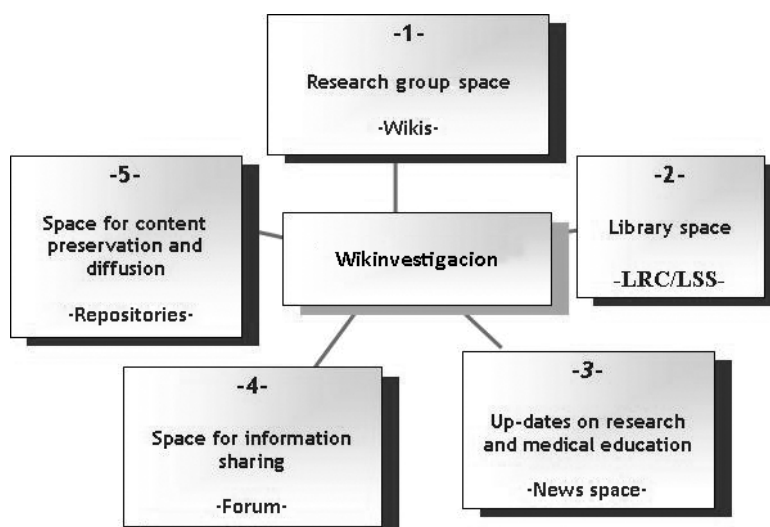 -1-
Research group space
-Wikis-
-5-
Space for content
preservation and
diffusion
-Repositories-
Wikinvestigacion
-2-
Library space
-LRC/LSS-
-4-
Space for information
sharing
-Forum-
-3-
Up-dates on research
and medical education
-News space-